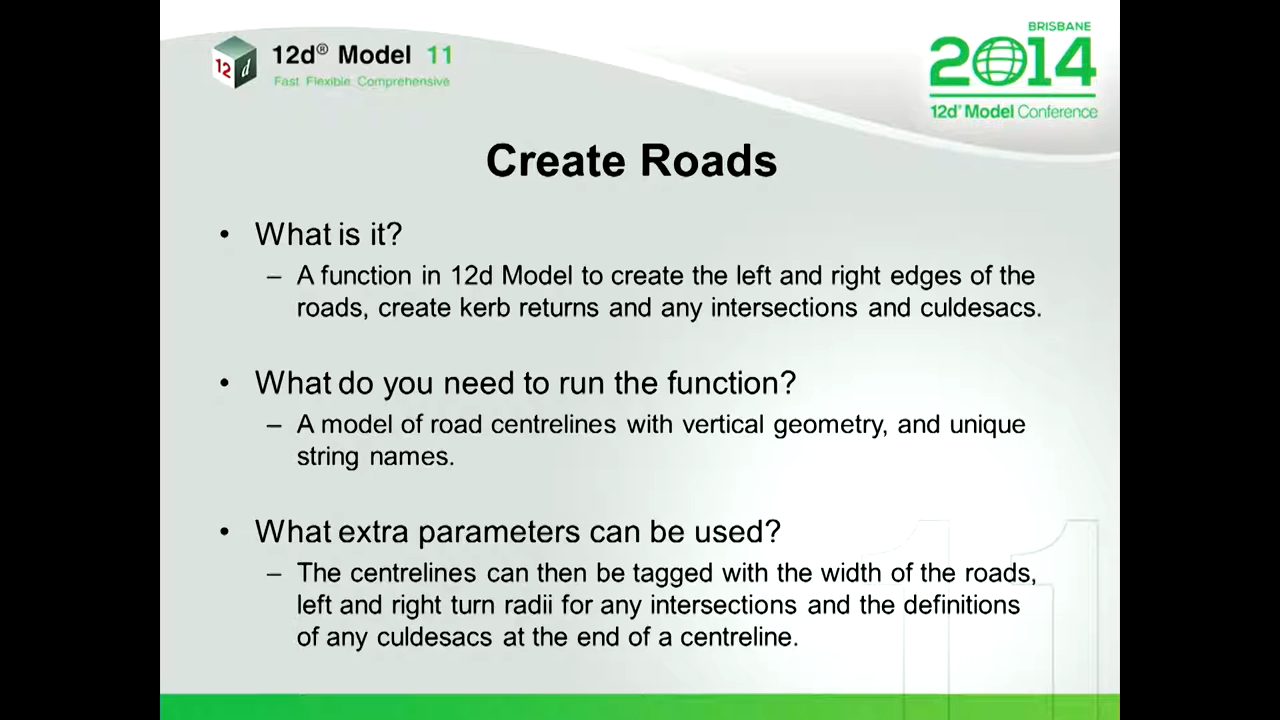 12d® Model 11
Fast Flexible Comprehensive
12 d
BRISBANE
2014
12d® Model Conference
Create Roads
• What is it?
– A function in 12d Model to create the left and right edges of the
roads, create kerb returns and any intersections and culdesacs.
• What do you need to run the function?
– A model of road centrelines with vertical geometry, and unique
string names.
• What extra parameters can be used?
– The centrelines can then be tagged with the width of the roads,
left and right turn radii for any intersections and the definitions
of any culdesacs at the end of a centreline.
11